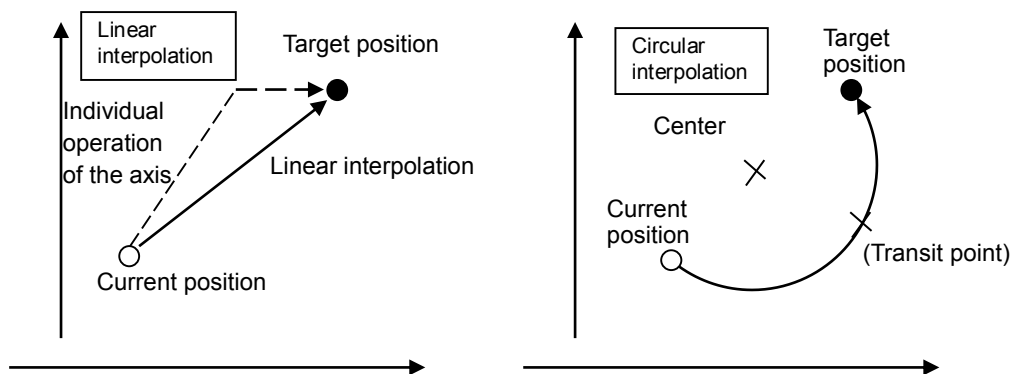 Linear
interpolation
Target position
Individual
operation
of the axis
Linear interpolation
Current position
Circular
interpolation
Target
position
Center
Current
position
(Transit point)